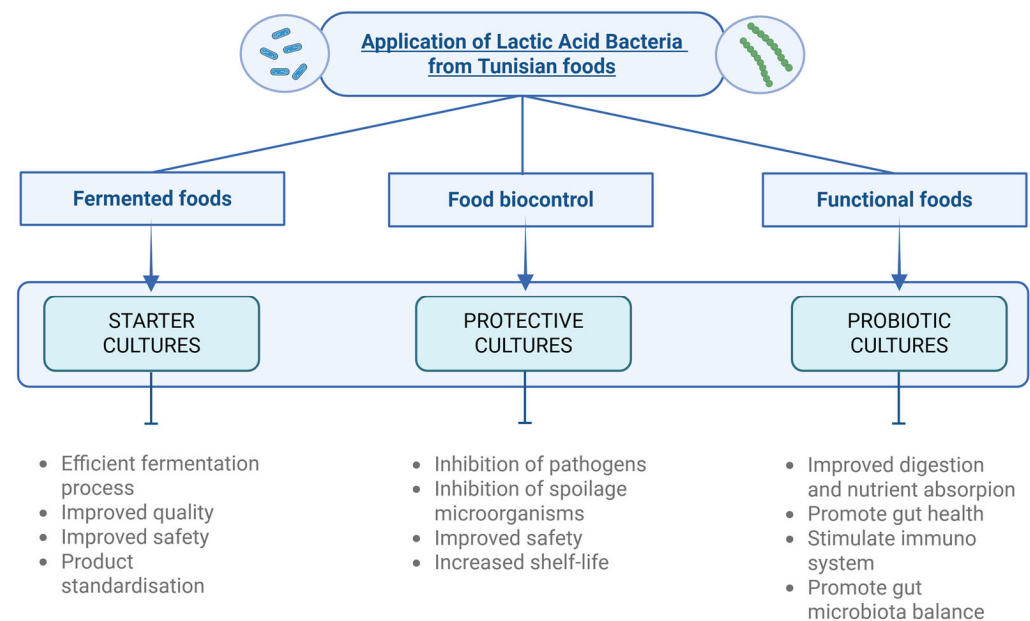 Application of Lactic Acid Bacteria
from Tunisian foods
Fermented foods
Food biocontrol
Functional foods
STARTER
CULTURES
PROTECTIVE
CULTURES
PROBIOTIC
CULTURES
• Efficient fermentation
process
• Improved quality
• Improved safety
• Product
standardisation
• Inhibition of pathogens
• Inhibition of spoilage
microorganisms
• Improved safety
• Increased shelf-life
• Improved digestion
and nutrient absorpion
• Promote gut health
• Stimulate immuno
system
• Promote gut
microbiota balance